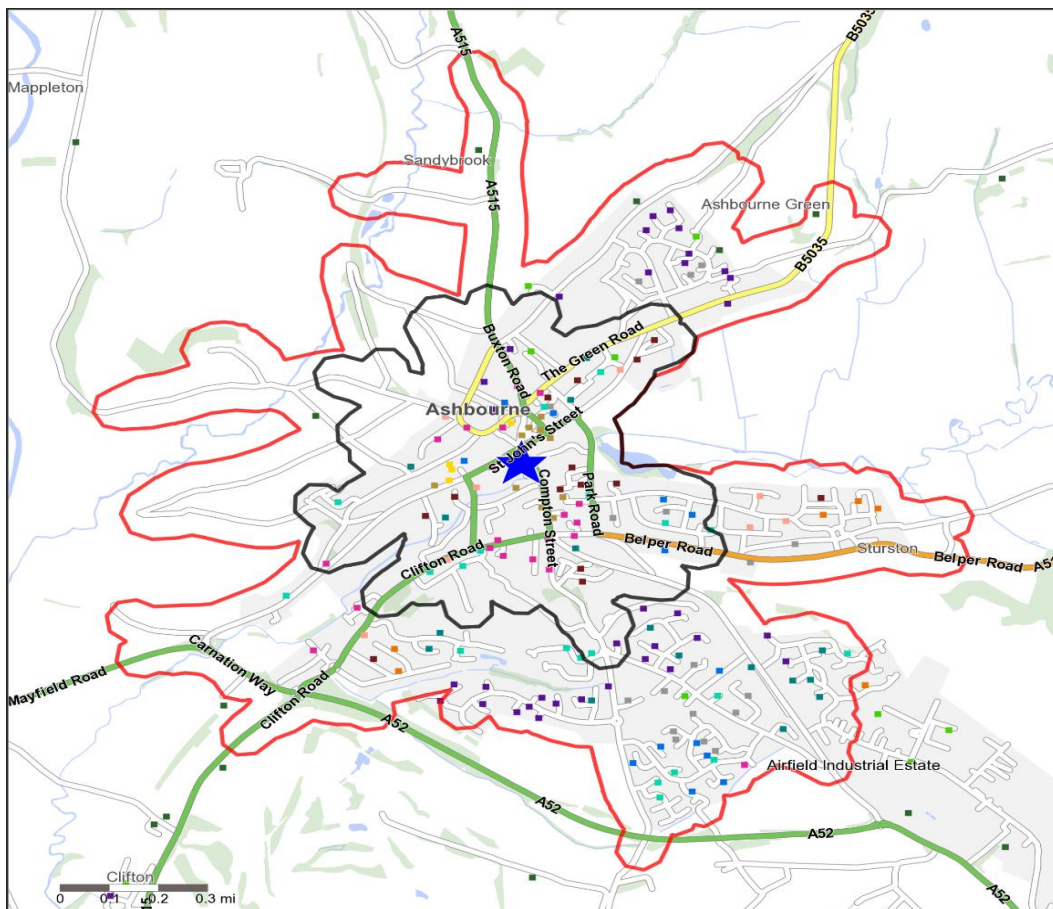 B5035
A515
Mappleton
Sandybrook
A515
Ashbourne Green
B5035
Buxton Road
The Green Road
Ashbourne
St John's Street
Compton Street
Park Road
Clifton Road
Belper Road
Sturston
Belper Road
Carnation Way
Mayfield Road
Clifton Road
A52
Airfield Industrial Estate
A52
A52
Clifton
A52
0 0.1 0.2 0.3 mi